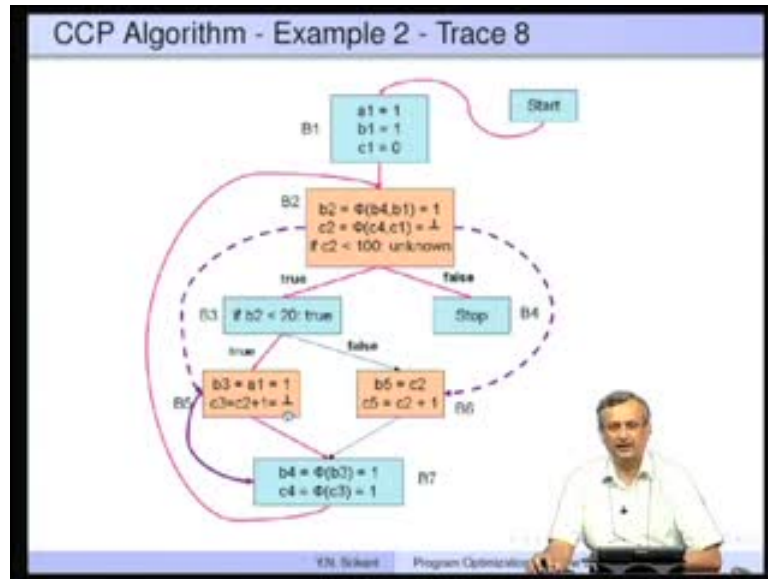 CCP Algorithm - Example 2 - Trace 8
Start
B1
a1 = 1
b1 = 1
c1 = 0
B2
b2 = Φ(b4,b1) = 1
c2 = Φ(c4,c1) = ⊥
if c2 < 100: unknown
true
false
B3
if b2 < 20: true
Stop
B4
true
false
B5
b3 = a1 = 1
c3=c2+1= ⊥
b5 = c2
c5 = c2 + 1
B6
b4 = Φ(b3) = 1
c4 = Φ(c3) = 1
B7
Y.N. Srikant
Program Optimization